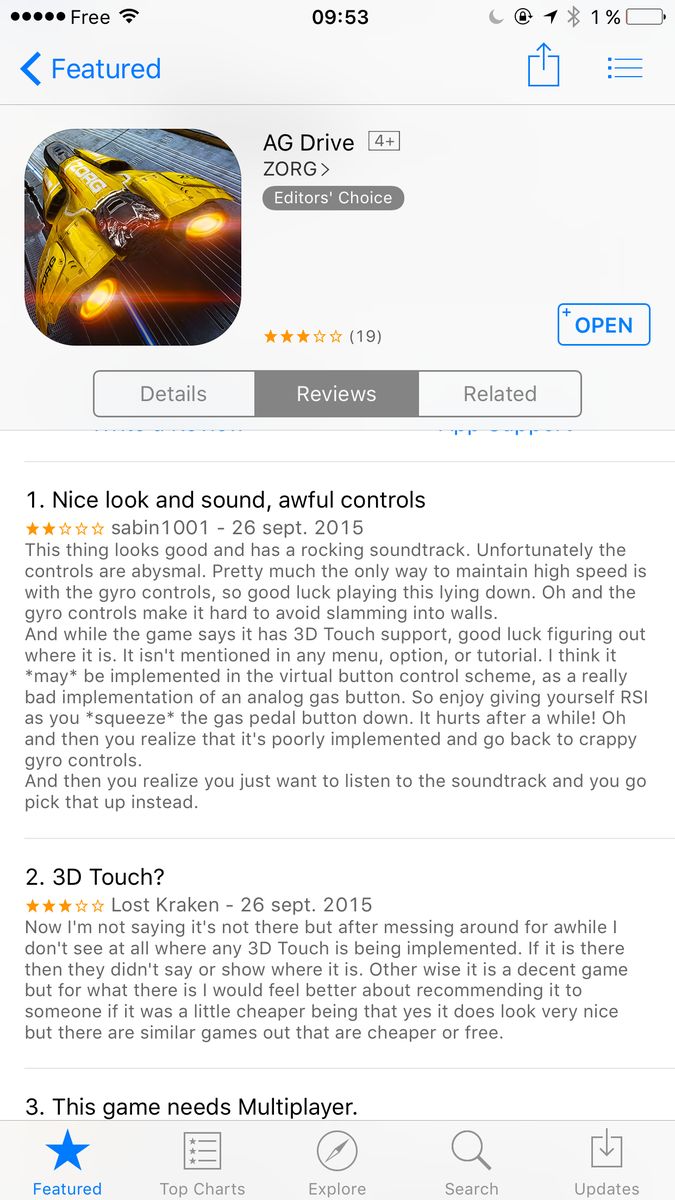 Free 09:53 1 %
Featured
ZORG
ZORG
AG Drive 4+
ZORG>
Editors' Choice
(19)
+ OPEN
Details Reviews Related
1. Nice look and sound, awful controls
sabin1001 - 26 sept. 2015
This thing looks good and has a rocking soundtrack. Unfortunately the
controls are abysmal. Pretty much the only way to maintain high speed is
with the gyro controls, so good luck playing this lying down. Oh and the
gyro controls make it hard to avoid slamming into walls.
And while the game says it has 3D Touch support, good luck figuring out
where it is. It isn't mentioned in any menu, option, or tutorial. I think it
*may* be implemented in the virtual button control scheme, as a really
bad implementation of an analog gas button. So enjoy giving yourself RSI
as you *squeeze* the gas pedal button down. It hurts after a while! Oh
and then you realize that it's poorly implemented and go back to crappy
gyro controls.
And then you realize you just want to listen to the soundtrack and you go
pick that up instead.
2. 3D Touch?
Lost Kraken - 26 sept. 2015
Now I'm not saying it's not there but after messing around for awhile I
don't see at all where any 3D Touch is being implemented. If it is there
then they didn't say or show where it is. Other wise it is a decent game
but for what there is I would feel better about recommending it to
someone if it was a little cheaper being that yes it does look very nice
but there are similar games out that are cheaper or free.
3. This game needs Multiplayer.
Featured Top Charts Explore Search Updates